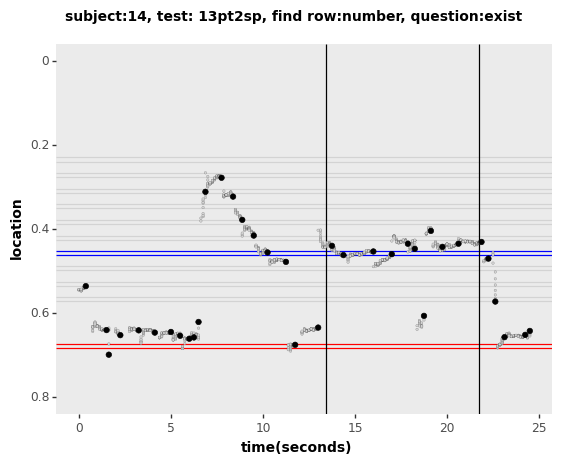 subject:14, test: 13pt2sp, find row:number, question:exist
0
0.2
0.4
0.6
0.8
location
0 5 10 15 20 25
time(seconds)